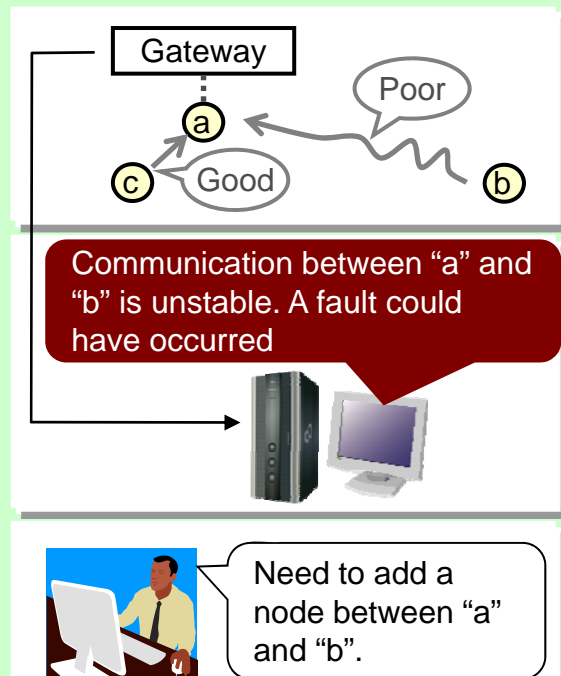 Gateway
Poor
a
c
Good
b
Communication between “a” and
“b” is unstable. A fault could
have occurred
Need to add a
node between “a”
and “b”.